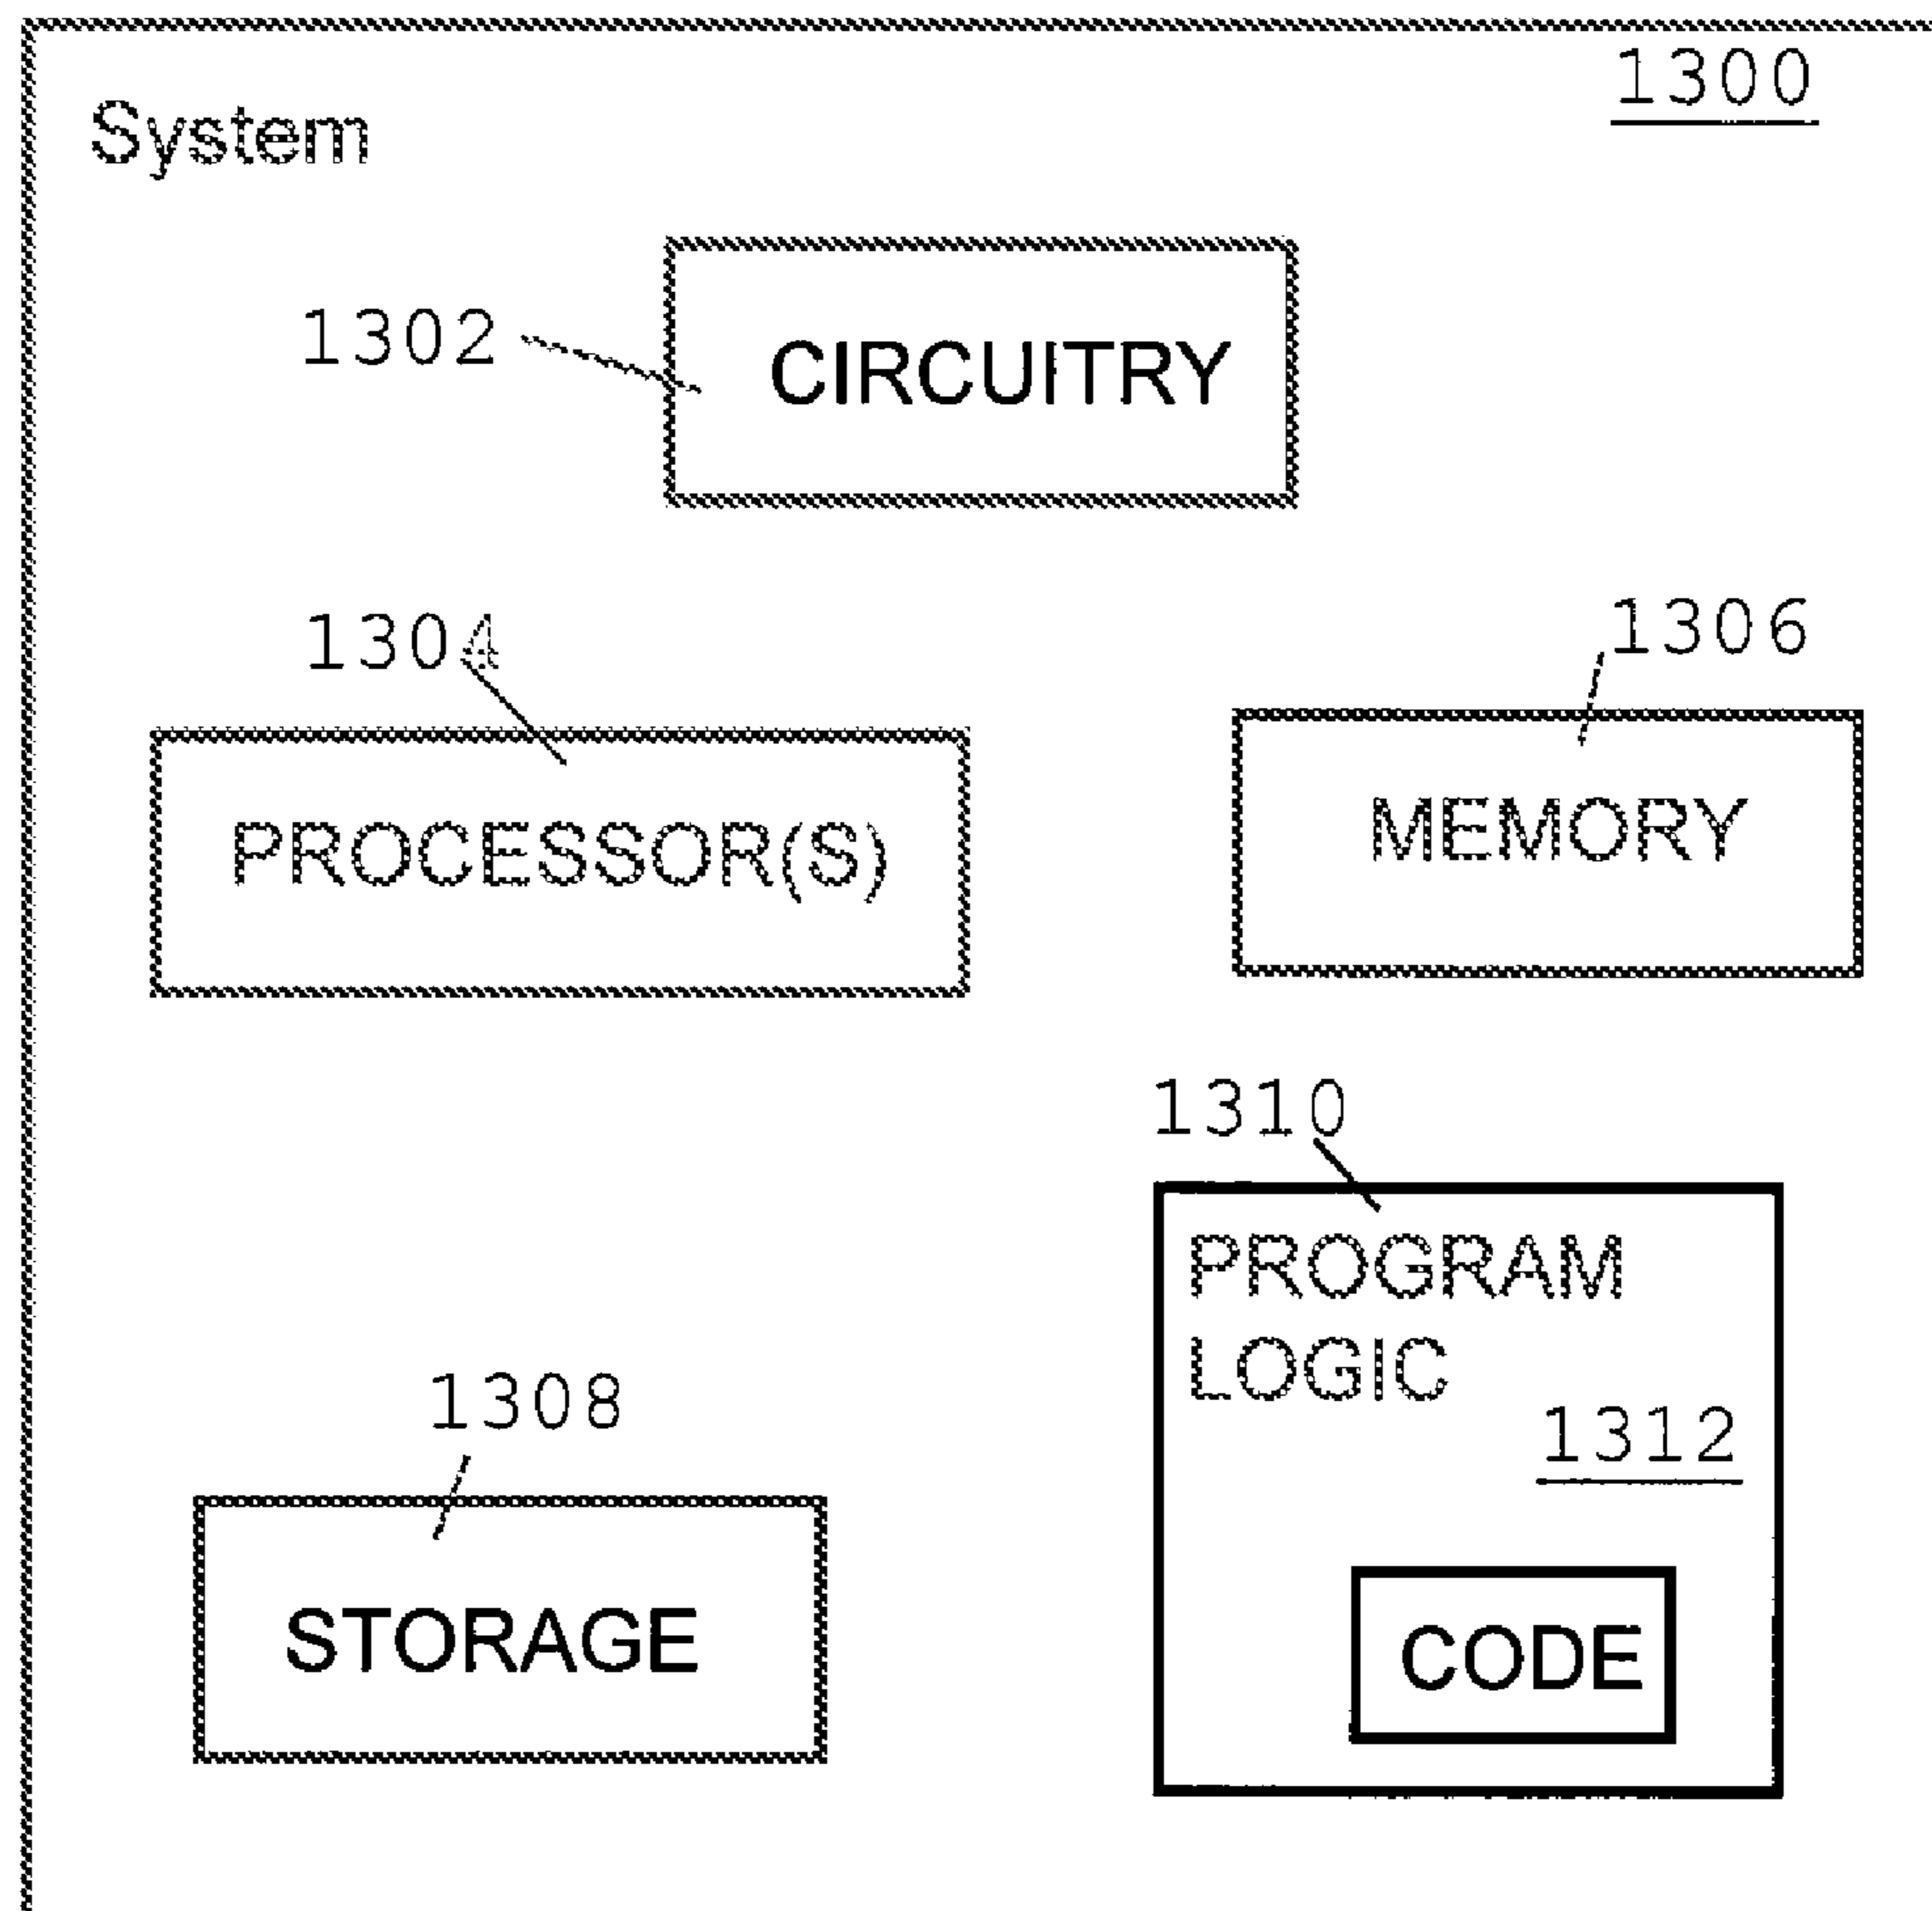 1300
System
1302
CIRCUITRY
1304
1306
PROCESSOR(S)
MEMORY
1310
PROGRAM
LOGIC
1308
1312
STORAGE
CODE